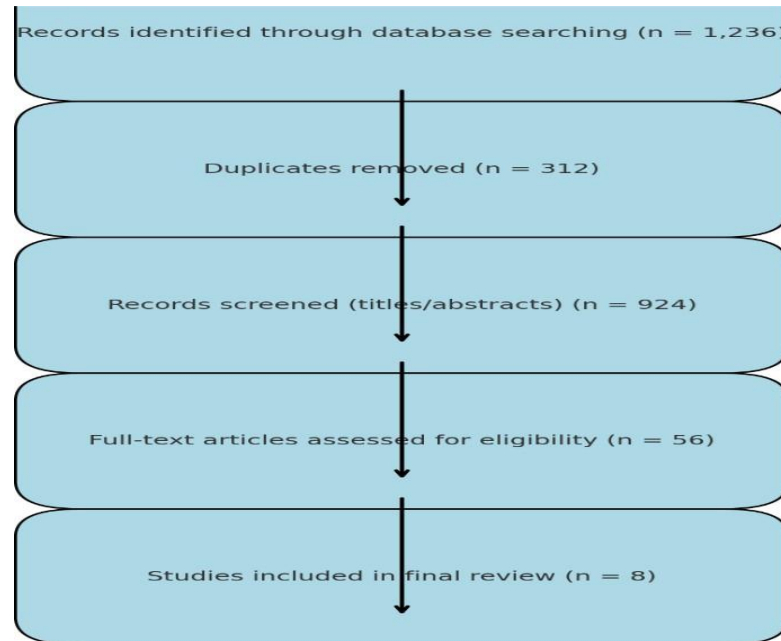 Records identified through database searching (n = 1,236)
Duplicates removed (n = 312)
Records screened (titles/abstracts) (n = 924)
Full-text articles assessed for eligibility (n = 56)
Studies included in final review (n = 8)